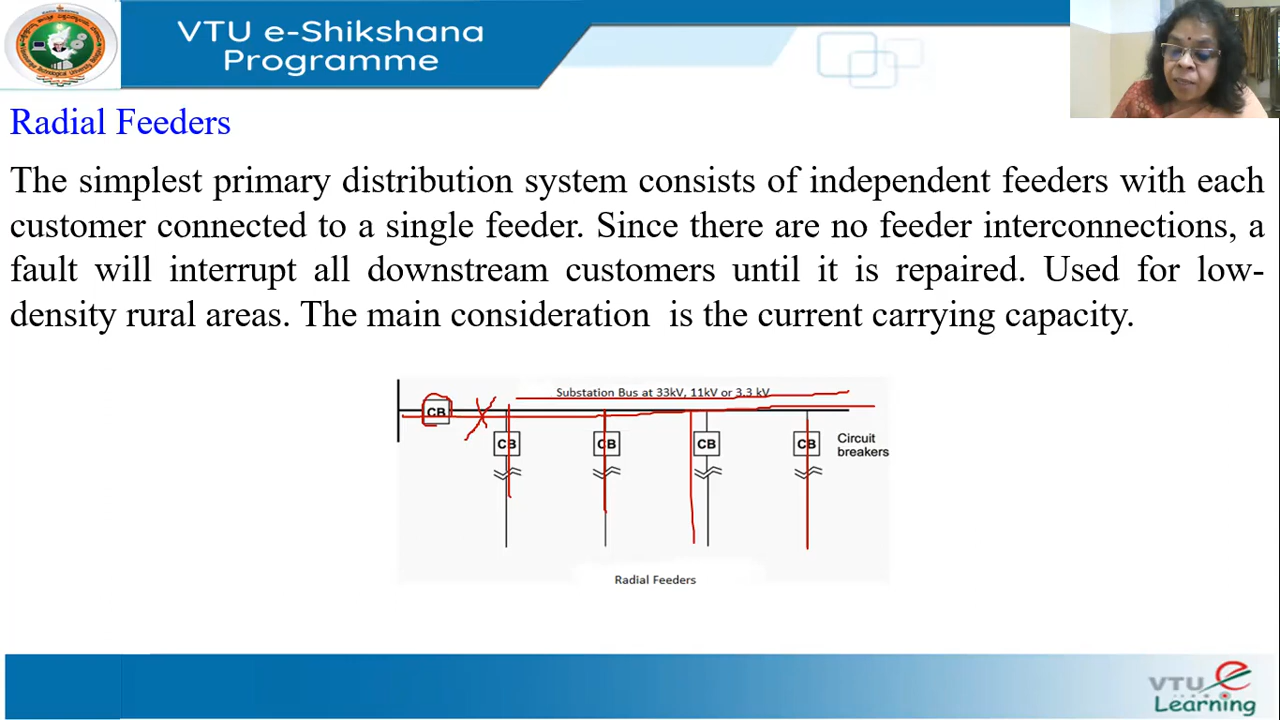 VTU e-Shikshana
Programme
Radial Feeders
The simplest primary distribution system consists of independent feeders with each
customer connected to a single feeder. Since there are no feeder interconnections, a
fault will interrupt all downstream customers until it is repaired. Used for low-
density rural areas. The main consideration is the current carrying capacity.
Substation Bus at 33kV, 11kV or 3.3 kV
CB
CB
CB
CB
CB
Circuit
breakers
Radial Feeders
VTU e
Learning